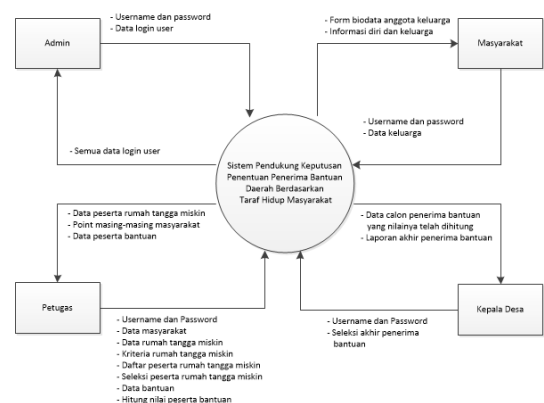 - Username dan password
- Data login user
Admin
- Form biodata anggota keluarga
- Informasi diri dan keluarga
Masyarakat
- Username dan password
- Data keluarga
- Semua data login user
Sistem Pendukung Keputusan
Penentuan Penerima Bantuan
Daerah Berdasarkan
Taraf Hidup Masyarakat
- Data peserta rumah tangga miskin
- Point masing-masing masyarakat
- Data peserta bantuan
- Data calon penerima bantuan
yang nilainya telah dihitung
- Laporan akhir penerima bantuan
Petugas
Kepala Desa
- Username dan Password
- Data masyarakat
- Data rumah tangga miskin
- Kriteria rumah tangga miskin
- Daftar peserta rumah tangga miskin
- Seleksi peserta rumah tangga miskin
- Data bantuan
- Hitung nilai peserta bantuan
- Username dan Password
- Seleksi akhir penerima
bantuan